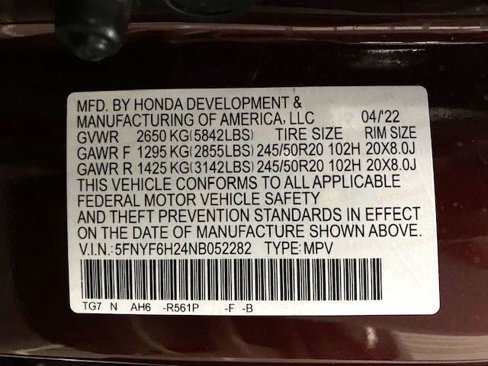 MFD. BY HONDA DEVELOPMENT &
MANUFACTURING OF AMERICA, LLC 04/'22
GVWR 2650 KG(5842LBS) TIRE SIZE RIM SIZE
GAWR F 1295 KG(2855LBS) 245/50R20 102H 20X8.0J
GAWR R 1425 KG(3142LBS) 245/50R20 102H 20X8.0J
THIS VEHICLE CONFORMS TO ALL APPLICABLE
FEDERAL MOTOR VEHICLE SAFETY
AND THEFT PREVENTION STANDARDS IN EFFECT
ON THE DATE OF MANUFACTURE SHOWN ABOVE.
V.I.N.:5FNYF6H24NB052282 TYPE:MPV
TG7 N AH6 -R561P -F -B